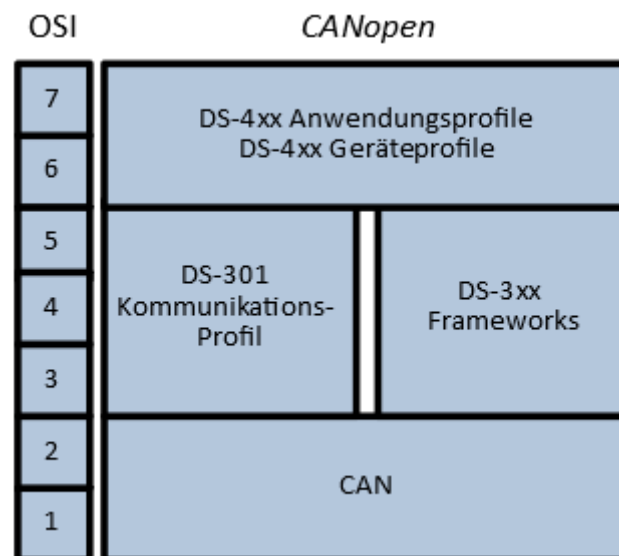 OSI CANopen
7
6
5
4
3
2
1
DS-4xx Anwendungsprofile
DS-4xx Geräteprofile
DS-301
Kommunikations-
Profil
DS-3xx
Frameworks
CAN